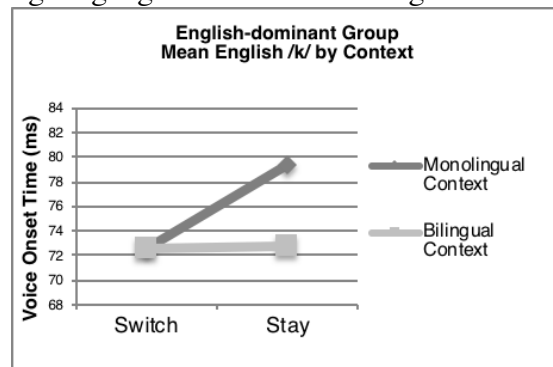 English-dominant Group
Mean English /k/ by Context
Voice Onset Time (ms)
84
82
80
78
76
74
72
70
68
Switch Stay
Monolingual
Context
Bilingual
Context